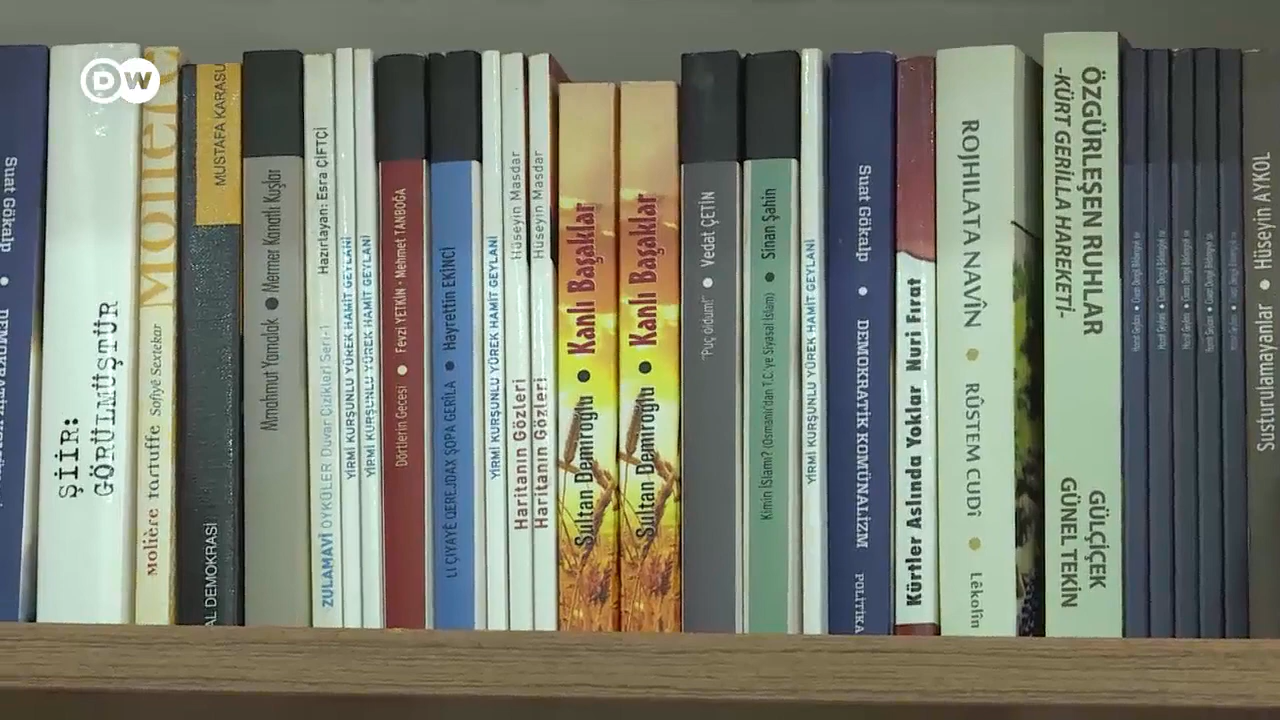 DW
Suat Gökalp
ŞİİR:
GÖRÜLMÜŞTÜR
Molière tartuffe Sofiyê Sextekar
AL DEMOKRASİ
MUSTAFA KARASU
Mmahmut Yamalak ● Mermer Kanatlı Kuşlar
ZULAMAVİ ÖYKÜLER Duvar Çizikleri Seri-1 Hazırlayan: Esra ÇİFTCİ
YİRMİ KURŞUNLU YÜREK HAMİT GEYLANİ
YİRMİ KURŞUNLU YÜREK HAMİT GEYLANİ
Dörtlerin Gecesi ● Fevzi YETKİN - Mehmet TANBOĞA
Lİ ÇİYAYÊ QEREJDAX ŞOPA GERÎLA ● Hayrettin EKİNCİ
YİRMİ KURŞUNLU YÜREK HAMİT GEYLANİ
Haritanın Gözleri Hüseyin Masdar
Haritanın Gözleri Hüseyin Masdar
Sultan Demiroğlu ● Kanlı Başaklar
Sultan Demiroğlu ● Kanlı Başaklar
"Puç oldum!" ● Vedat ÇETİN
Kimin İSlamı? (Osmanlı'dan T.C.'ye Siyasal İslam) ● Sinan Şahin
YİRMİ KURŞUNLU YÜREK HAMİT GEYLANİ
Suat Gökalp ● DEMOKRATİK KOMÜNALİZM POLİTİKA
Kürtler Aslında Yoklar Nuri Fırat
ROJHILATA NAVÎN ● RÛSTEM CUDÎ ● Lêkolîn
ÖZGÜRLEŞEN RUHLAR
-KÜRT GERİLLA HAREKETİ-
GÜLÇİÇEK
GÜNEL TEKİN
Susturulamayanlar ● Hüseyin AYKOL